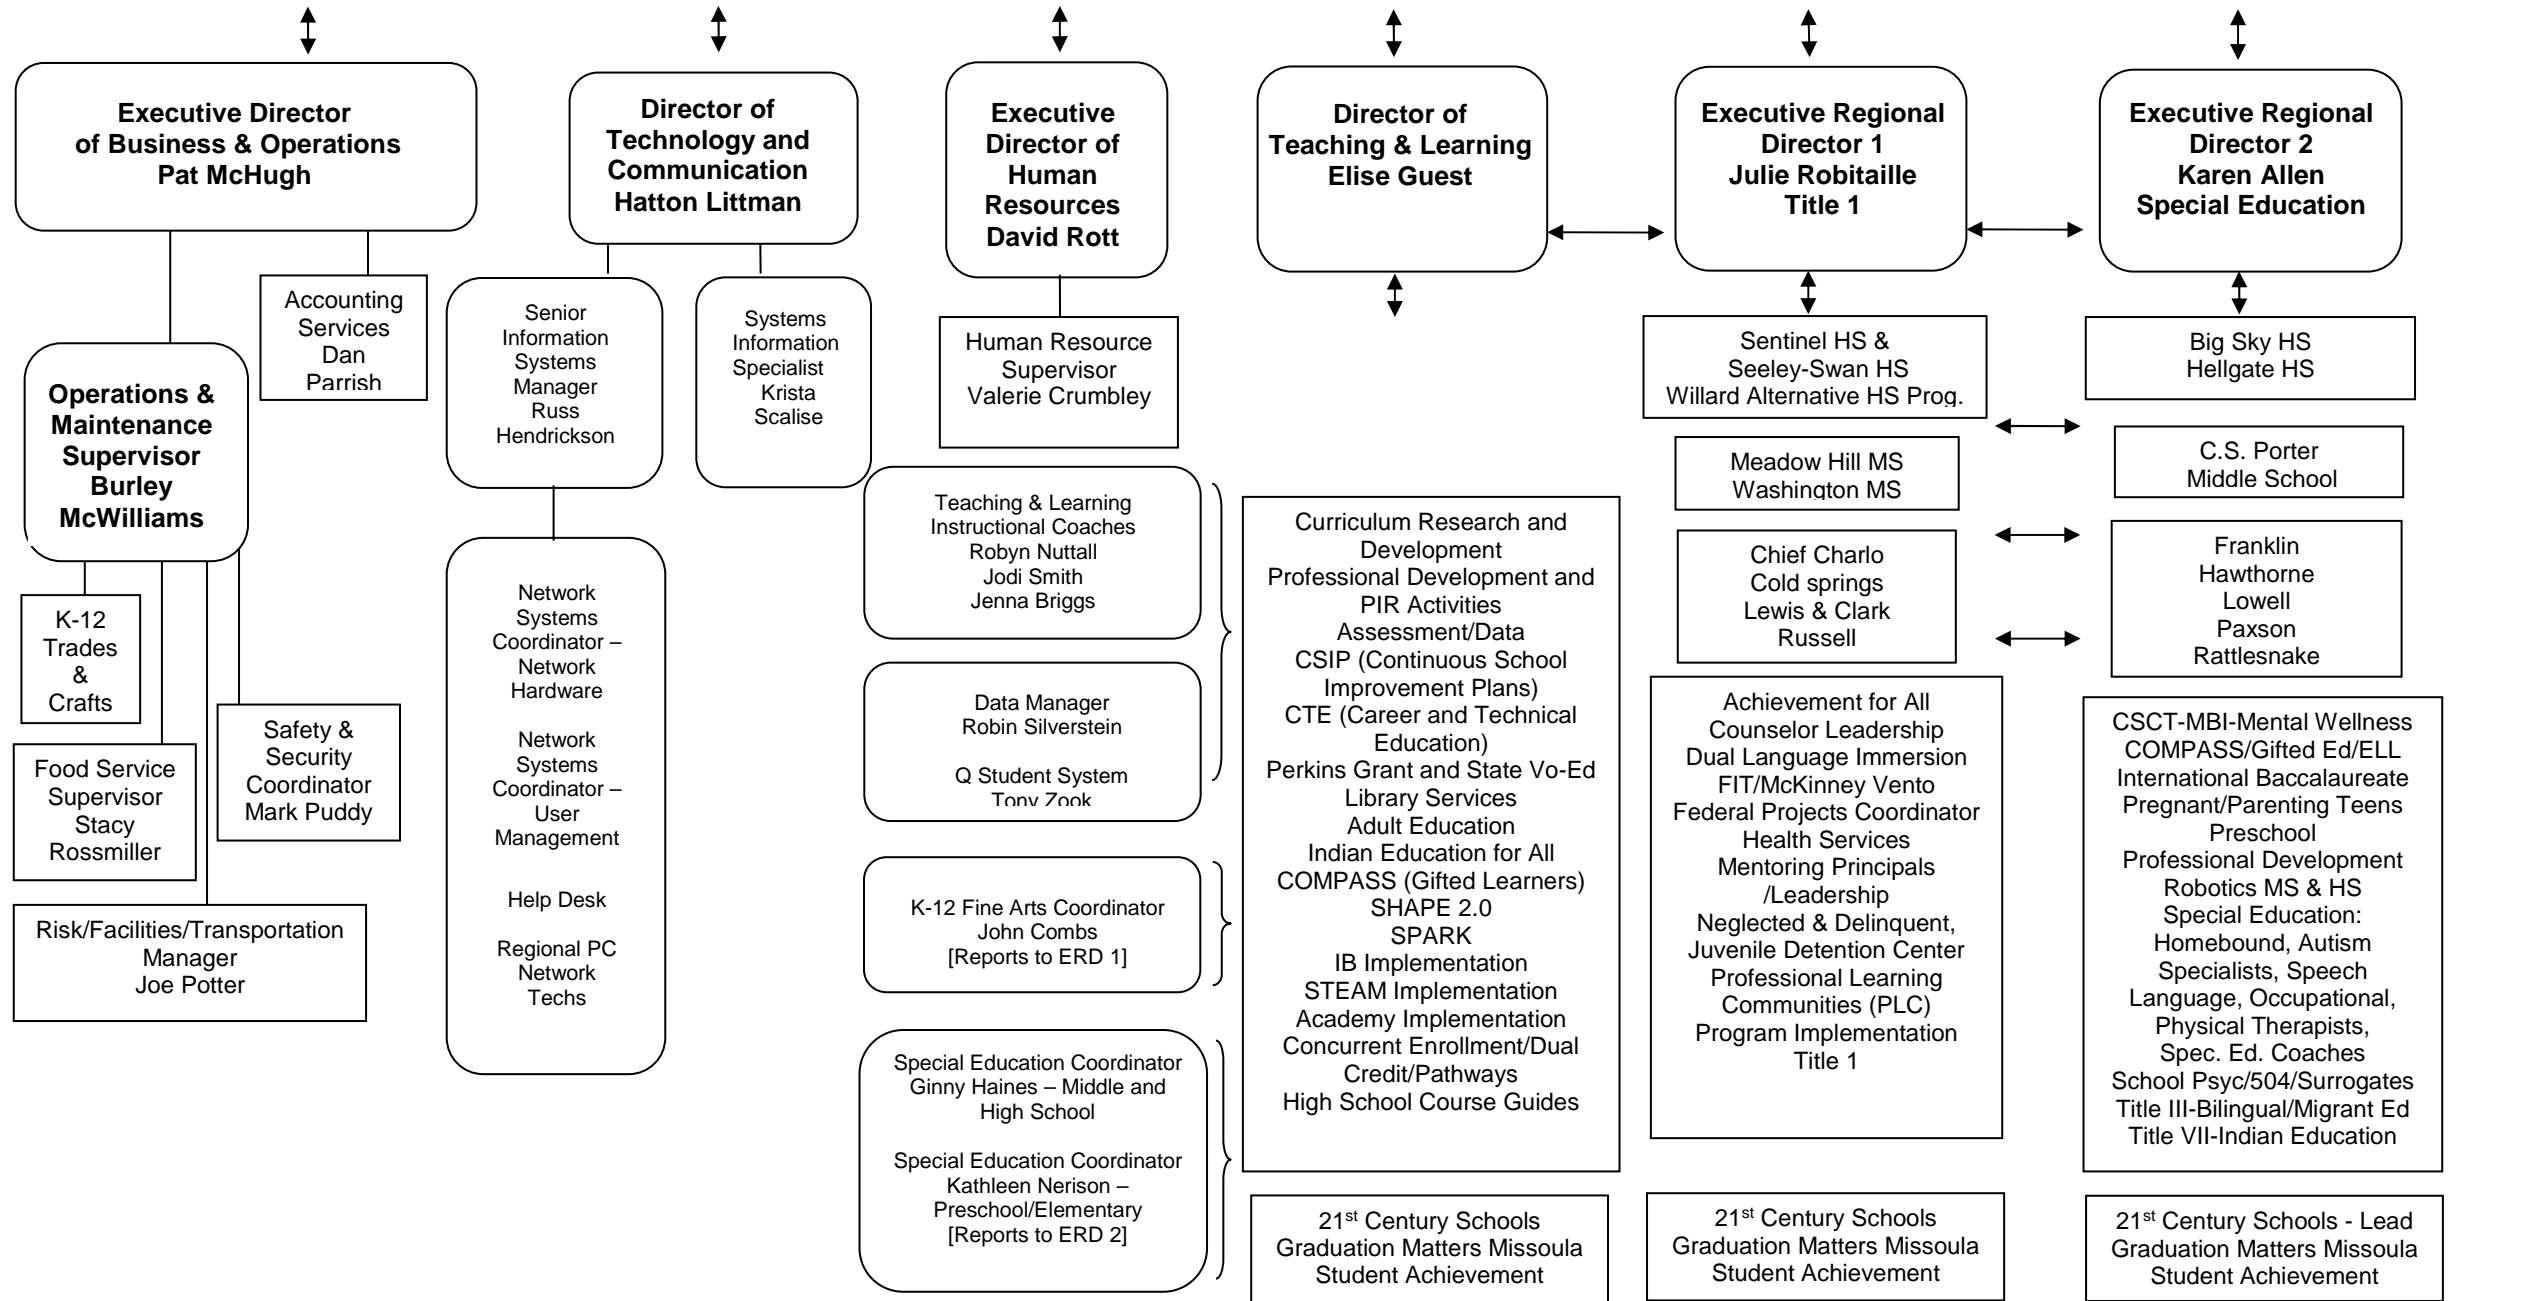 Executive Director
of Business & Operations
Pat McHugh
Director of
Technology and
Communication
Hatton Littman
Executive
Director of
Human
Resources
David Rott
Director of
Teaching & Learning
Elise Guest
Executive Regional
Director 1
Julie Robitaille
Title 1
Executive Regional
Director 2
Karen Allen
Special Education
Accounting
Services
Dan
Parrish
Operations &
Maintenance
Supervisor
Burley
McWilliams
K-12
Trades
&
Crafts
Food Service
Supervisor
Stacy
Rossmiller
Safety &
Security
Coordinator
Mark Puddy
Risk/Facilities/Transportation
Manager
Joe Potter
Senior
Information
Systems
Manager
Russ
Hendrickson
Systems
Information
Specialist
Krista
Scalise
Network
Systems
Coordinator –
Network
Hardware
Network
Systems
Coordinator –
User
Management
Help Desk
Regional PC
Network
Techs
Human Resource
Supervisor
Valerie Crumbley
Teaching & Learning
Instructional Coaches
Robyn Nuttall
Jodi Smith
Jenna Briggs
Data Manager
Robin Silverstein
Q Student System
Tony Zook
K-12 Fine Arts Coordinator
John Combs
[Reports to ERD 1]
Special Education Coordinator
Ginny Haines – Middle and
High School
Special Education Coordinator
Kathleen Nerison –
Preschool/Elementary
[Reports to ERD 2]
Curriculum Research and
Development
Professional Development and
PIR Activities
Assessment/Data
CSIP (Continuous School
Improvement Plans)
CTE (Career and Technical
Education)
Perkins Grant and State Vo-Ed
Library Services
Adult Education
Indian Education for All
COMPASS (Gifted Learners)
SHAPE 2.0
SPARK
IB Implementation
STEAM Implementation
Academy Implementation
Concurrent Enrollment/Dual
Credit/Pathways
High School Course Guides
21st Century Schools
Graduation Matters Missoula
Student Achievement
Sentinel HS &
Seeley-Swan HS
Willard Alternative HS Prog.
Meadow Hill MS
Washington MS
Chief Charlo
Cold springs
Lewis & Clark
Russell
Achievement for All
Counselor Leadership
Dual Language Immersion
FIT/McKinney Vento
Federal Projects Coordinator
Health Services
Mentoring Principals
/Leadership
Neglected & Delinquent,
Juvenile Detention Center
Professional Learning
Communities (PLC)
Program Implementation
Title 1
21st Century Schools
Graduation Matters Missoula
Student Achievement
Big Sky HS
Hellgate HS
C.S. Porter
Middle School
Franklin
Hawthorne
Lowell
Paxson
Rattlesnake
CSCT-MBI-Mental Wellness
COMPASS/Gifted Ed/ELL
International Baccalaureate
Pregnant/Parenting Teens
Preschool
Professional Development
Robotics MS & HS
Special Education:
Homebound, Autism
Specialists, Speech
Language, Occupational,
Physical Therapists,
Spec. Ed. Coaches
School Psyc/504/Surrogates
Title III-Bilingual/Migrant Ed
Title VII-Indian Education
21st Century Schools - Lead
Graduation Matters Missoula
Student Achievement